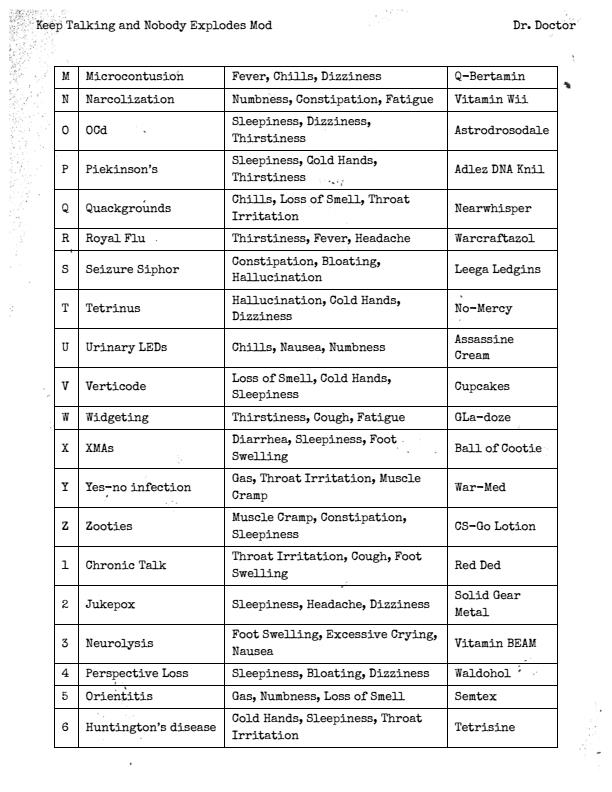 Keep Talking and Nobody Explodes Mod Dr. Doctor
M Microcontusion Fever, Chills, Dizziness Q-Bertamin
N Narcolization Numbness, Constipation, Fatigue Vitamin Wii
O OCd Sleepiness, Dizziness, Thirstiness Astrodrosodale
P Piekinson's Sleepiness, Cold Hands, Thirstiness Adlez DNA Knil
Q Quackgrounds Chills, Loss of Smell, Throat Irritation Nearwhisper
R Royal Flu Thirstiness, Fever, Headache Warcraftazol
S Seizure Siphor Constipation, Bloating, Hallucination Leega Ledgins
T Tetrinus Hallucination, Cold Hands, Dizziness No-Mercy
U Urinary LEDs Chills, Nausea, Numbness Assassine Cream
V Verticode Loss of Smell, Cold Hands, Sleepiness Cupcakes
W Widgeting Thirstiness, Cough, Fatigue GLa-doze
X XMAs Diarrhea, Sleepiness, Foot Swelling Ball of Cootie
Y Yes-no infection Gas, Throat Irritation, Muscle Cramp War-Med
Z Zooties Muscle Cramp, Constipation, Sleepiness CS-Go Lotion
1 Chronic Talk Throat Irritation, Cough, Foot Swelling Red Ded
2 Jukepox Sleepiness, Headache, Dizziness Solid Gear Metal
3 Neurolysis Foot Swelling, Excessive Crying, Nausea Vitamin BEAM
4 Perspective Loss Sleepiness, Bloating, Dizziness Waldohol
5 Orientitis Gas, Numbness, Loss of Smell Semtex
6 Huntington's disease Cold Hands, Sleepiness, Throat Irritation Tetrisine